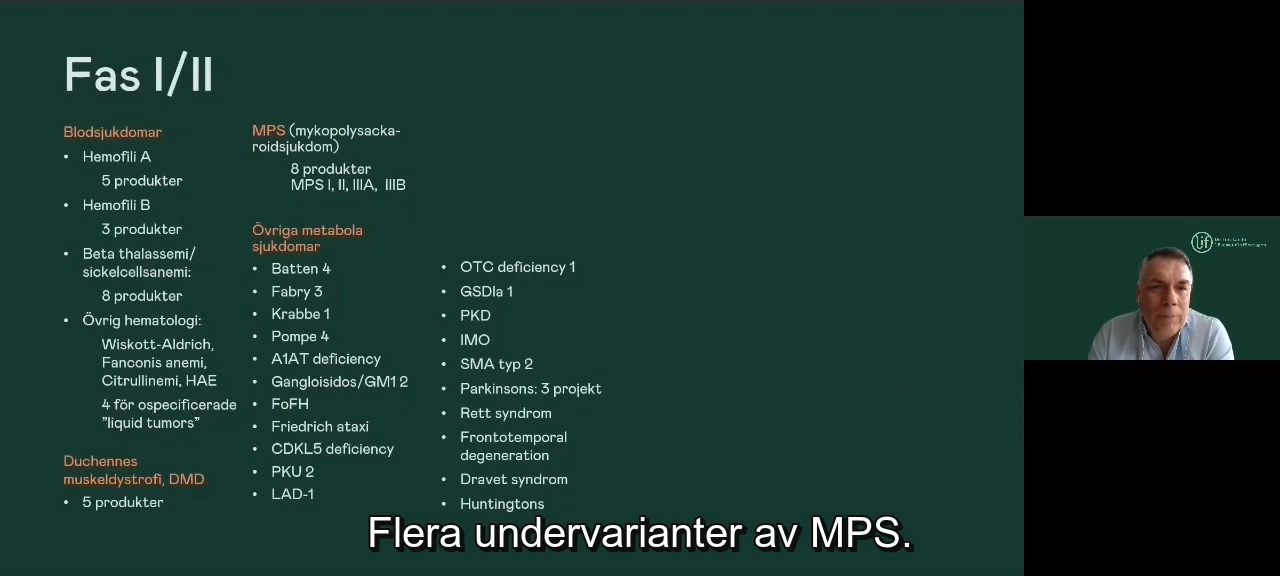 Fas I/II
Blodsjukdomar
• Hemofili A
5 produkter
• Hemofili B
3 produkter
• Beta thalassemi/
sickelcellsanemi:
8 produkter
• Övrig hematologi:
Wiskott-Aldrich,
Fanconis anemi,
Citrullinemi, HAE
4 för ospecificerade
”liquid tumors”
Duchennes
muskeldystrofi, DMD
• 5 produkter
MPS (mykopolysacka-
roidsjukdom)
8 produkter
MPS I, II, IIIA, IIIB
Övriga metabola
sjukdomar
• Batten 4
• Fabry 3
• Krabbe 1
• Pompe 4
• A1AT deficiency
• Gangloisidos/GM1 2
• FoFH
• Friedrich ataxi
• CDKL5 deficiency
• PKU 2
• LAD-1
• OTC deficiency 1
• GSDIa 1
• PKD
• IMO
• SMA typ 2
• Parkinsons: 3 projekt
• Rett syndrom
• Frontotemporal
degeneration
• Dravet syndrom
• Huntingtons
lif
Flera undervarianter av MPS.